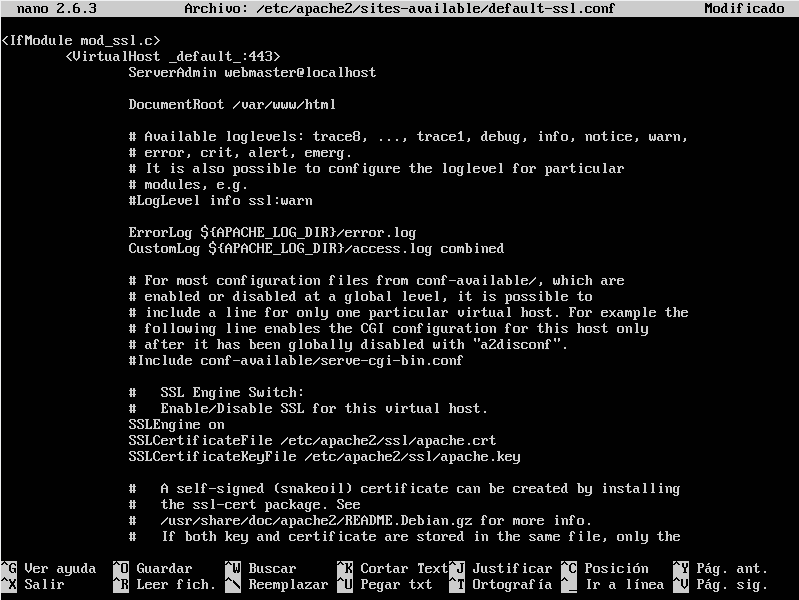 nano 2.6.3 Archivo: /etc/apache2/sites-available/default-ssl.conf Modificado
<IfModule mod_ssl.c>
<VirtualHost _default_:443>
ServerAdmin webmaster@localhost
DocumentRoot /var/www/html
# Available loglevels: trace8, ..., trace1, debug, info, notice, warn,
# error, crit, alert, emerg.
# It is also possible to configure the loglevel for particular
# modules, e.g.
#LogLevel info ssl:warn
ErrorLog ${APACHE_LOG_DIR}/error.log
CustomLog ${APACHE_LOG_DIR}/access.log combined
# For most configuration files from conf-available/, which are
# enabled or disabled at a global level, it is possible to
# include a line for only one particular virtual host. For example the
# following line enables the CGI configuration for this host only
# after it has been globally disabled with "a2disconf".
#Include conf-available/serve-cgi-bin.conf
#   SSL Engine Switch:
#   Enable/Disable SSL for this virtual host.
SSLEngine on
SSLCertificateFile /etc/apache2/ssl/apache.crt
SSLCertificateKeyFile /etc/apache2/ssl/apache.key
#   A self-signed (snakeoil) certificate can be created by installing
#   the ssl-cert package. See
#   /usr/share/doc/apache2/README.Debian.gz for more info.
#   If both key and certificate are stored in the same file, only the
^G Ver ayuda ^O Guardar ^W Buscar ^K Cortar Text ^J Justificar ^C Posición ^Y Pág. ant.
^X Salir ^R Leer fich. ^\ Reemplazar ^U Pegar txt ^T Ortografía ^_ Ir a línea ^V Pág. sig.